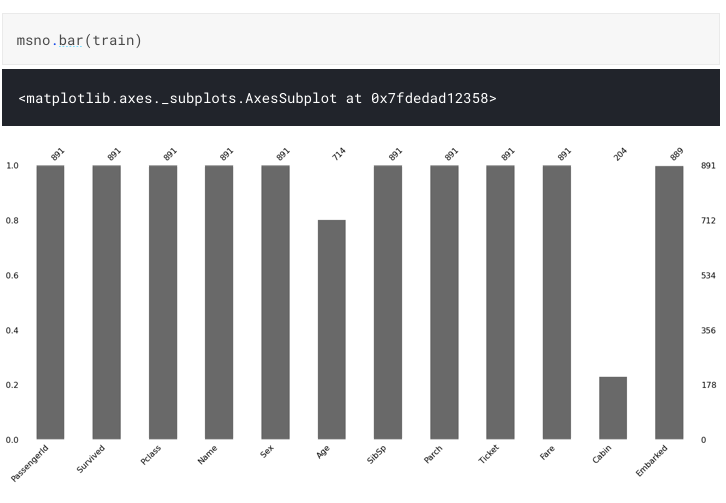 msno.bar(train)
<matplotlib.axes._subplots.AxesSubplot at 0x7fdedad12358>
891 891 891 891 891 714 891 891 891 891 204 889
1.0 891
0.8 712
0.6 534
0.4 356
0.2 178
0.0 0
PassengerId Survived Pclass Name Sex Age SibSp Parch Ticket Fare Cabin Embarked